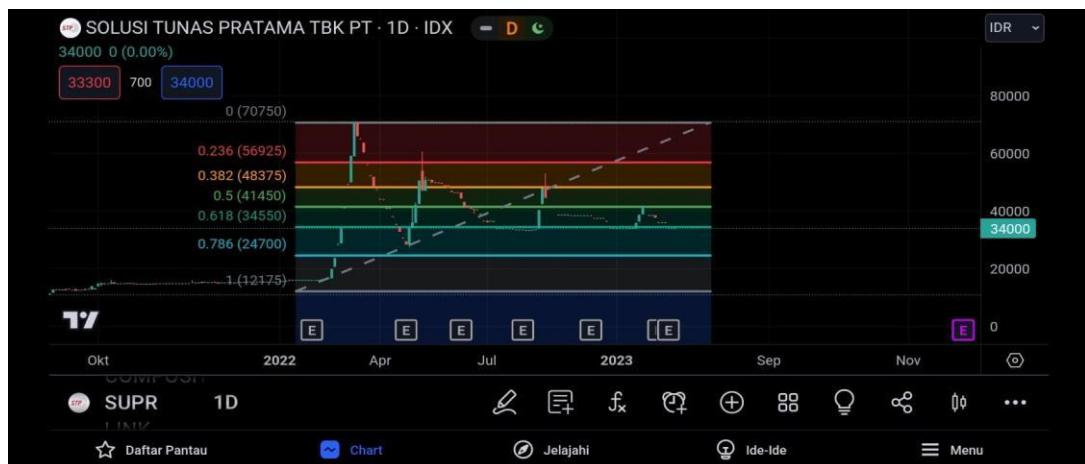 STP SOLUSI TUNAS PRATAMA TBK PT · 1D · IDX D
IDR
34000 0 (0.00%)
33300 700 34000
0 (70750)
0.236 (56925)
0.382 (48375)
0.5 (41450)
0.618 (34550)
0.786 (24700)
1 (12175)
80000
60000
40000
34000
20000
0
E E E E E E E
Okt 2022 Apr Jul 2023 Sep Nov
STP SUPR 1D
Daftar Pantau Chart Jelajahi Ide-Ide Menu